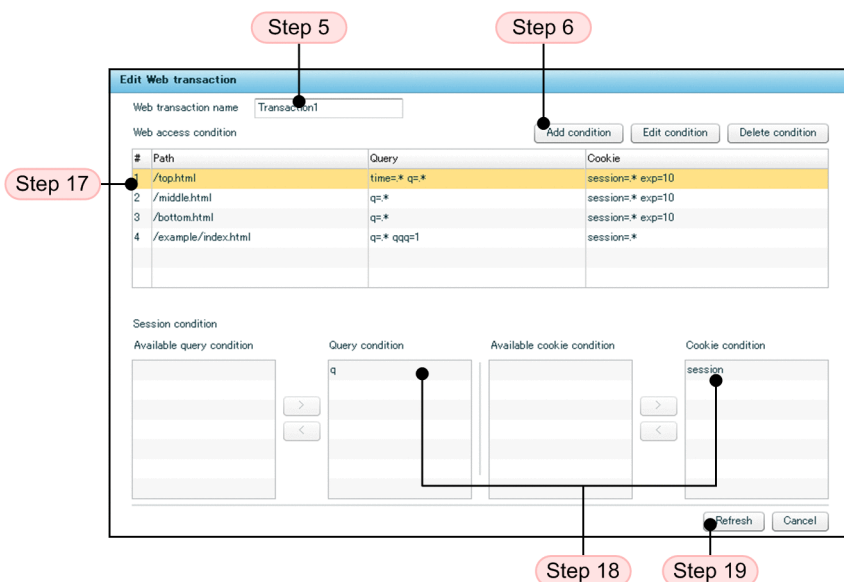 Step 5
Step 6
Edit Web transaction
Web transaction name Transaction1
Web access condition Add condition Edit condition Delete condition
# Path Query Cookie
1 /top.html time=.* q=.* session=.* exp=10
Step 17
2 /middle.html q=.* session=.* exp=10
3 /bottom.html q=.* session=.* exp=10
4 /example/index.html q=.* qqq=1 session=.*
Session condition
Available query condition Query condition Available cookie condition Cookie condition
q session
> >
< <
Refresh Cancel
Step 18 Step 19